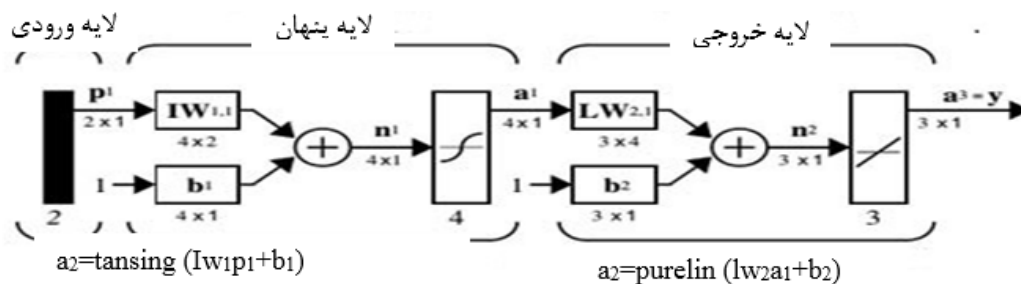 لایه ورودی
لایه پنهان
لایه خروجی
p1 IW1,1 a1 LW2,1 a3 = y
2 x 1 4 x 2 n1 4 x 1 3 x 4 n2 3 x 1
4 x 1 3 x 1
1 b1 1 b2
2 4 x 1 4 3 x 1 3
a2=tansing (Iw1p1+b1) a2=purelin (lw2a1+b2)